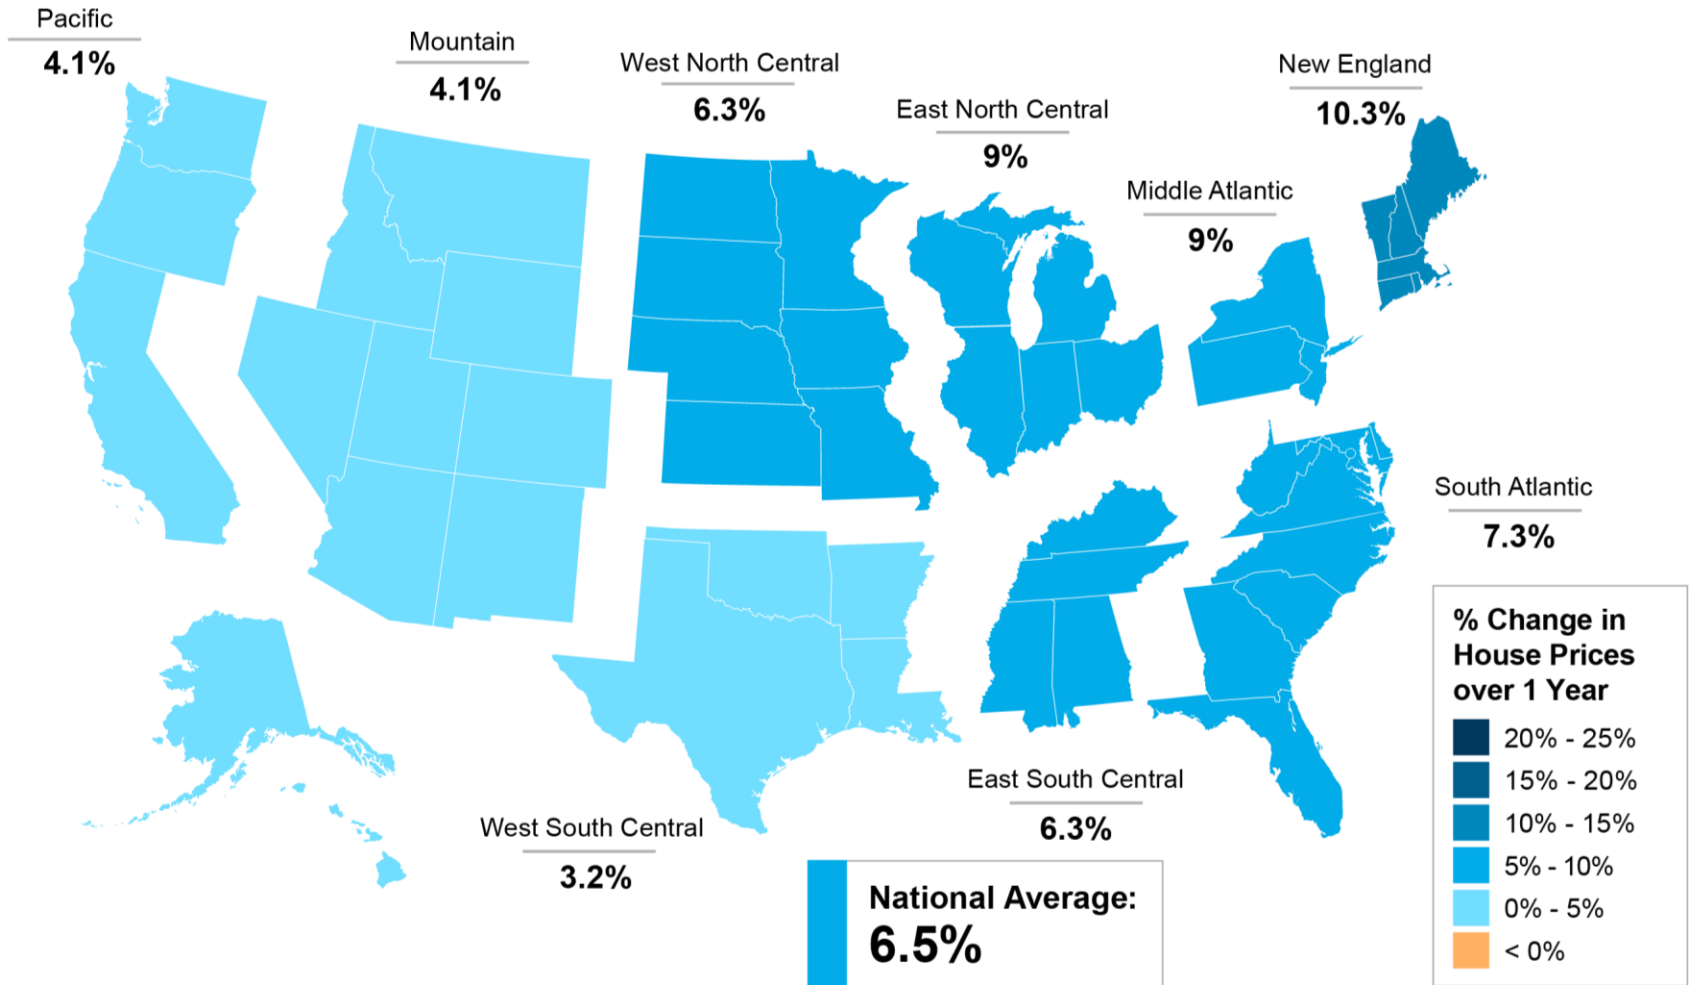 Pacific
4.1%
Mountain
4.1%
West North Central
6.3%
East North Central
9%
New England
10.3%
Middle Atlantic
9%
South Atlantic
7.3%
East South Central
6.3%
West South Central
3.2%
National Average:
6.5%
% Change in
House Prices
over 1 Year
20% - 25%
15% - 20%
10% - 15%
5% - 10%
0% - 5%
< 0%